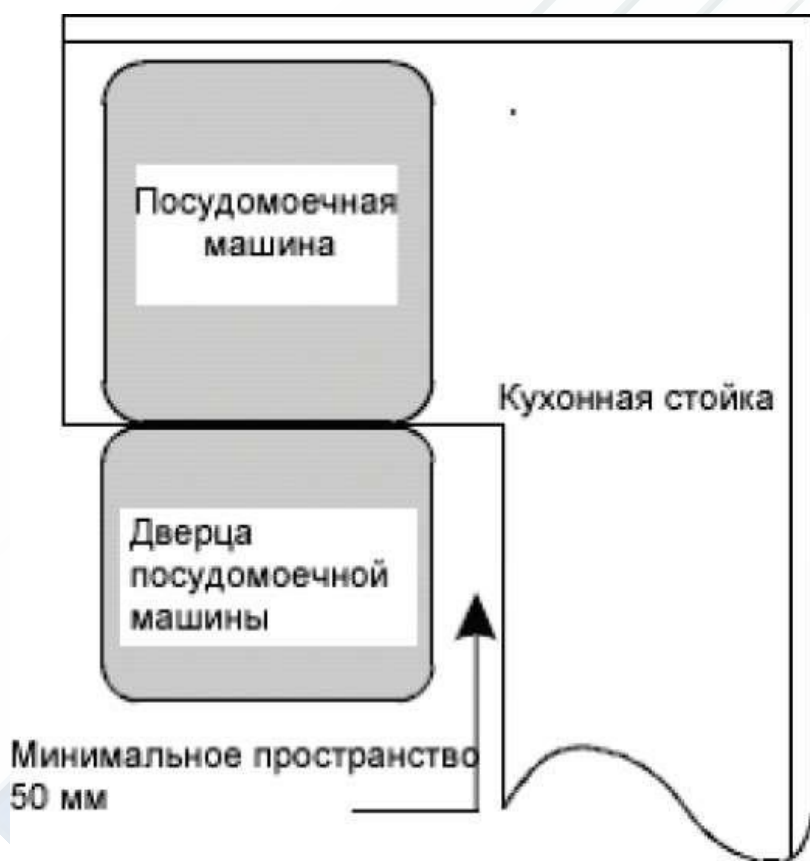 Посудомоечная
машина
Кухонная стойка
Дверца
посудомоечной
машины
Минимальное пространство
50 мм